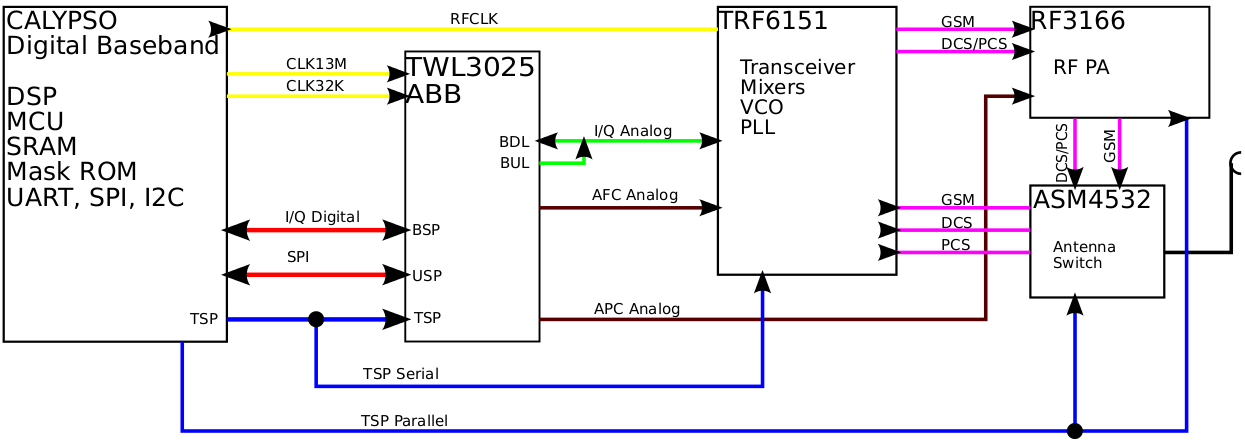 CALYPSO
Digital Baseband
DSP
MCU
SRAM
Mask ROM
UART, SPI, I2C
TSP
RFCLK
CLK13M
CLK32K
I/Q Digital
SPI
TWL3025
ABB
BDL
BUL
BSP
USP
TSP
I/Q Analog
AFC Analog
APC Analog
TSP Serial
TSP Parallel
TRF6151
Transceiver
Mixers
VCO
PLL
GSM
DCS/PCS
RF3166
RF PA
DCS/PCS
GSM
GSM
DCS
PCS
ASM4532
Antenna
Switch